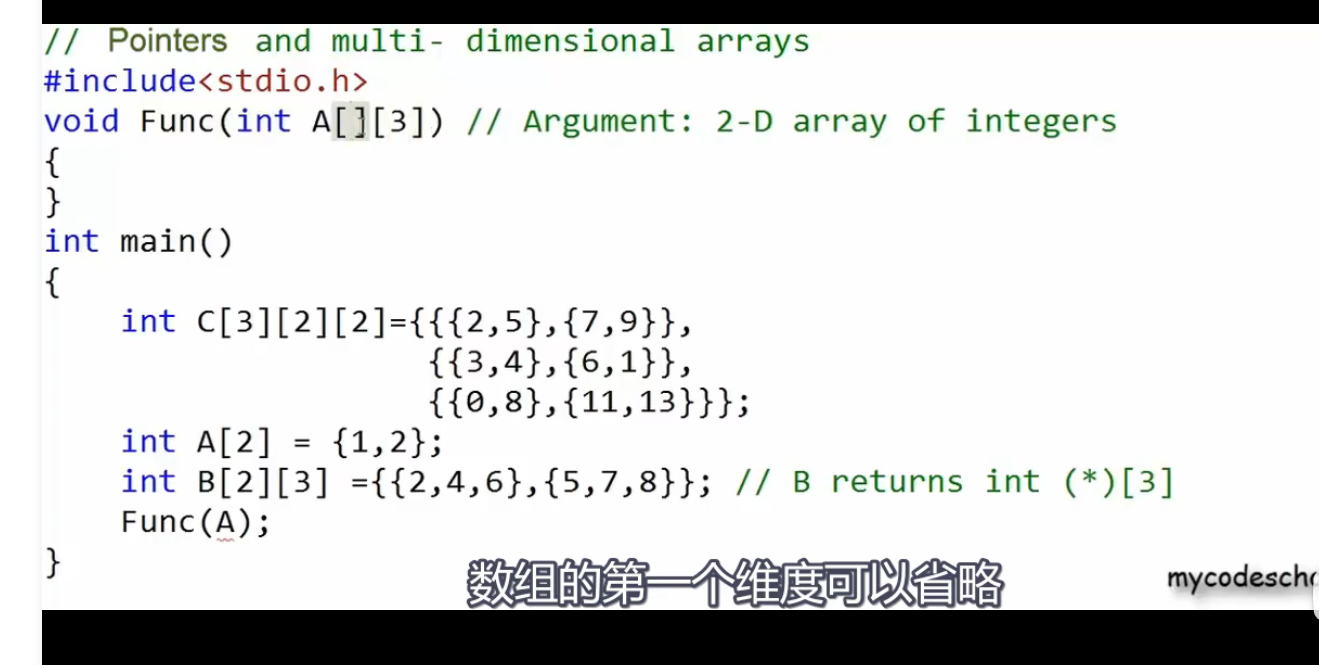 // Pointers and multi- dimensional arrays
#include<stdio.h>
void Func(int A[][3]) // Argument: 2-D array of integers
{
}
int main()
{
int C[3][2][2]={{{2,5},{7,9}},
{{3,4},{6,1}},
{{0,8},{11,13}}};
int A[2] = {1,2};
int B[2][3] ={{2,4,6},{5,7,8}}; // B returns int (*)[3]
Func(A);
}
数组的第一个维度可以省略